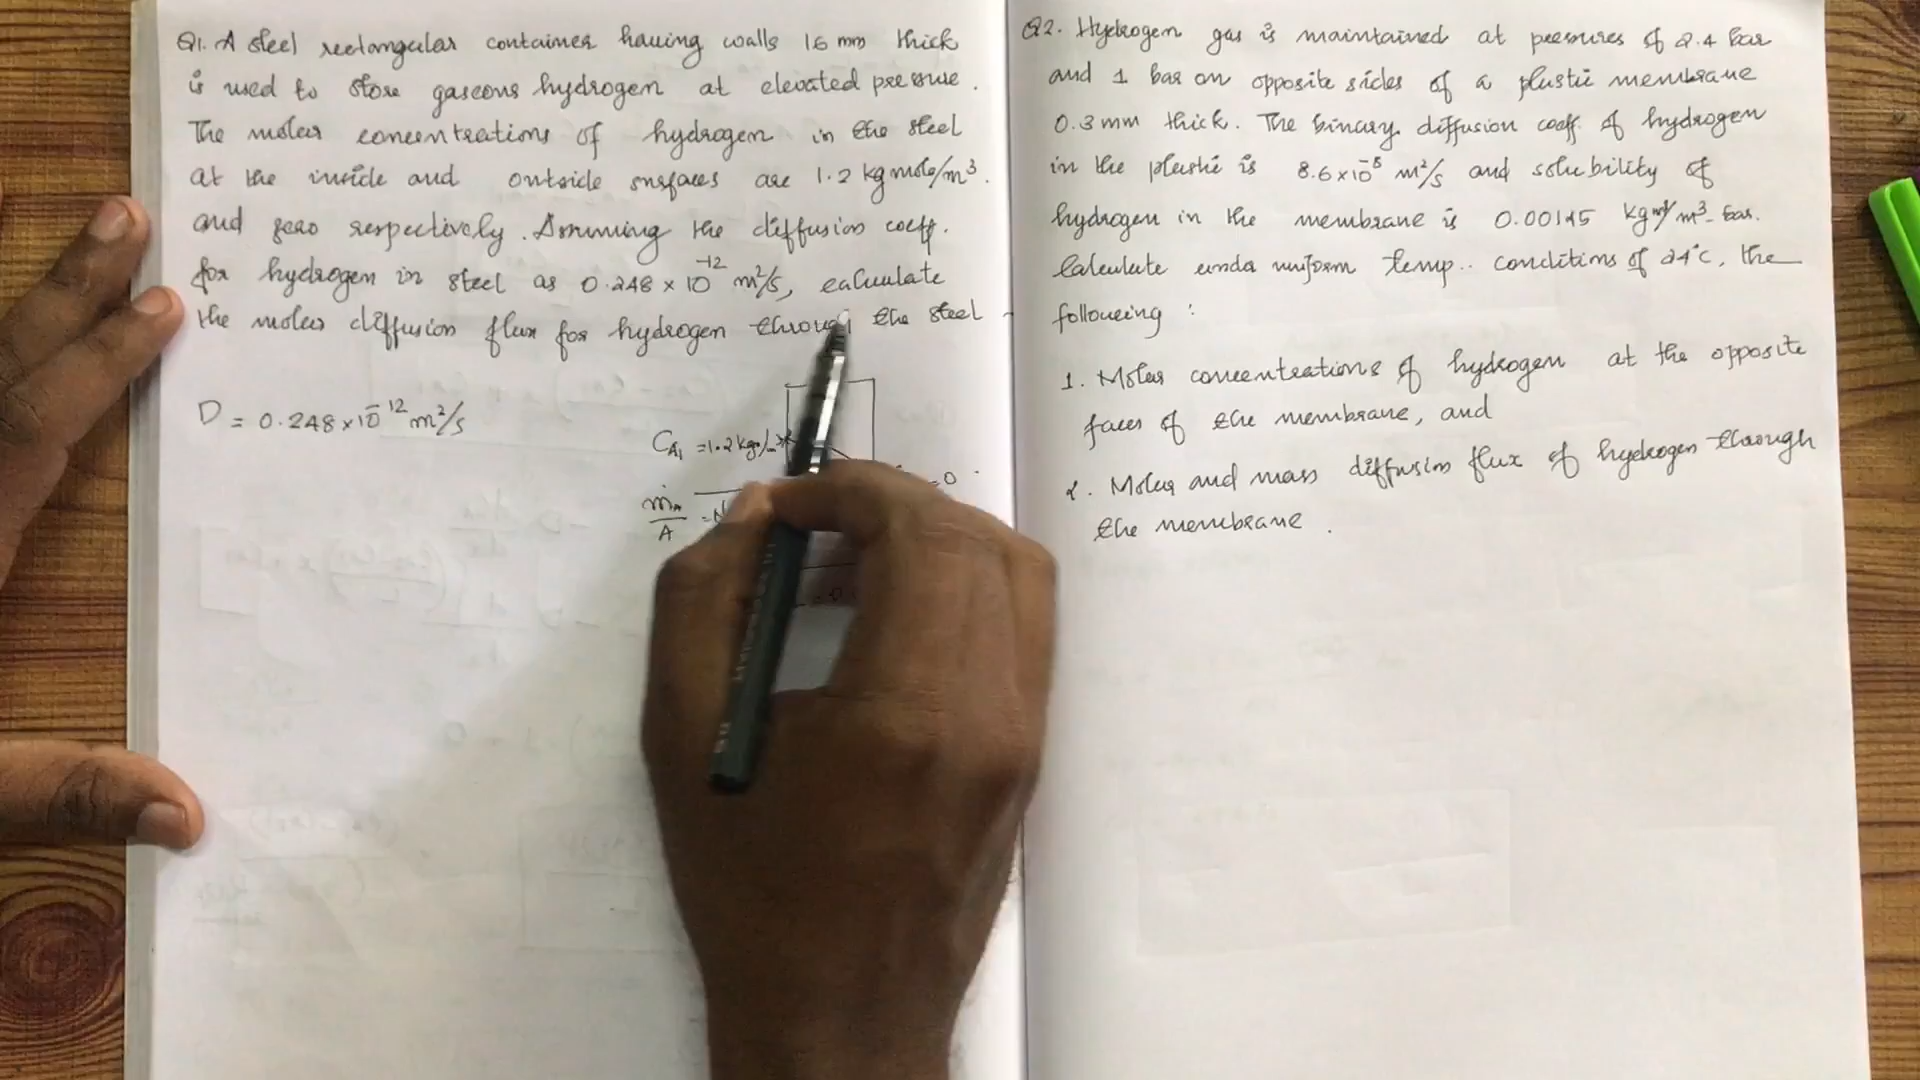 Q1. A steel rectangular container having walls 16 mm thick
is used to store gaseous hydrogen at elevated pressure.
The molar concentrations of hydrogen in the steel
at the inside and outside surfaces are 1.2 kg mole/m³.
and zero respectively. Assuming the diffusion coeff.
for hydrogen in steel as 0.248 × 10⁻¹² m²/s, calculate
the molar diffusion flux for hydrogen through the steel
D = 0.248×10⁻¹² m²/s
C_A₁ = 1.2 kg
= 0
ṁ_A/A = N
Q2. Hydrogen gas is maintained at pressures of 2.4 bar
and 1 bar on opposite sides of a plastic membrane
0.3 mm thick. The binary diffusion coeff. of hydrogen
in the plastic is 8.6×10⁻⁸ m²/s and solubility of
hydrogen in the membrane is 0.00145 kg m³-bar.
Calculate under uniform temp.. conditions of 24°C, the
following :
1. Molar concentrations of hydrogen at the opposite
faces of the membrane, and
2. Molar and mass diffusion flux of hydrogen through
the membrane .